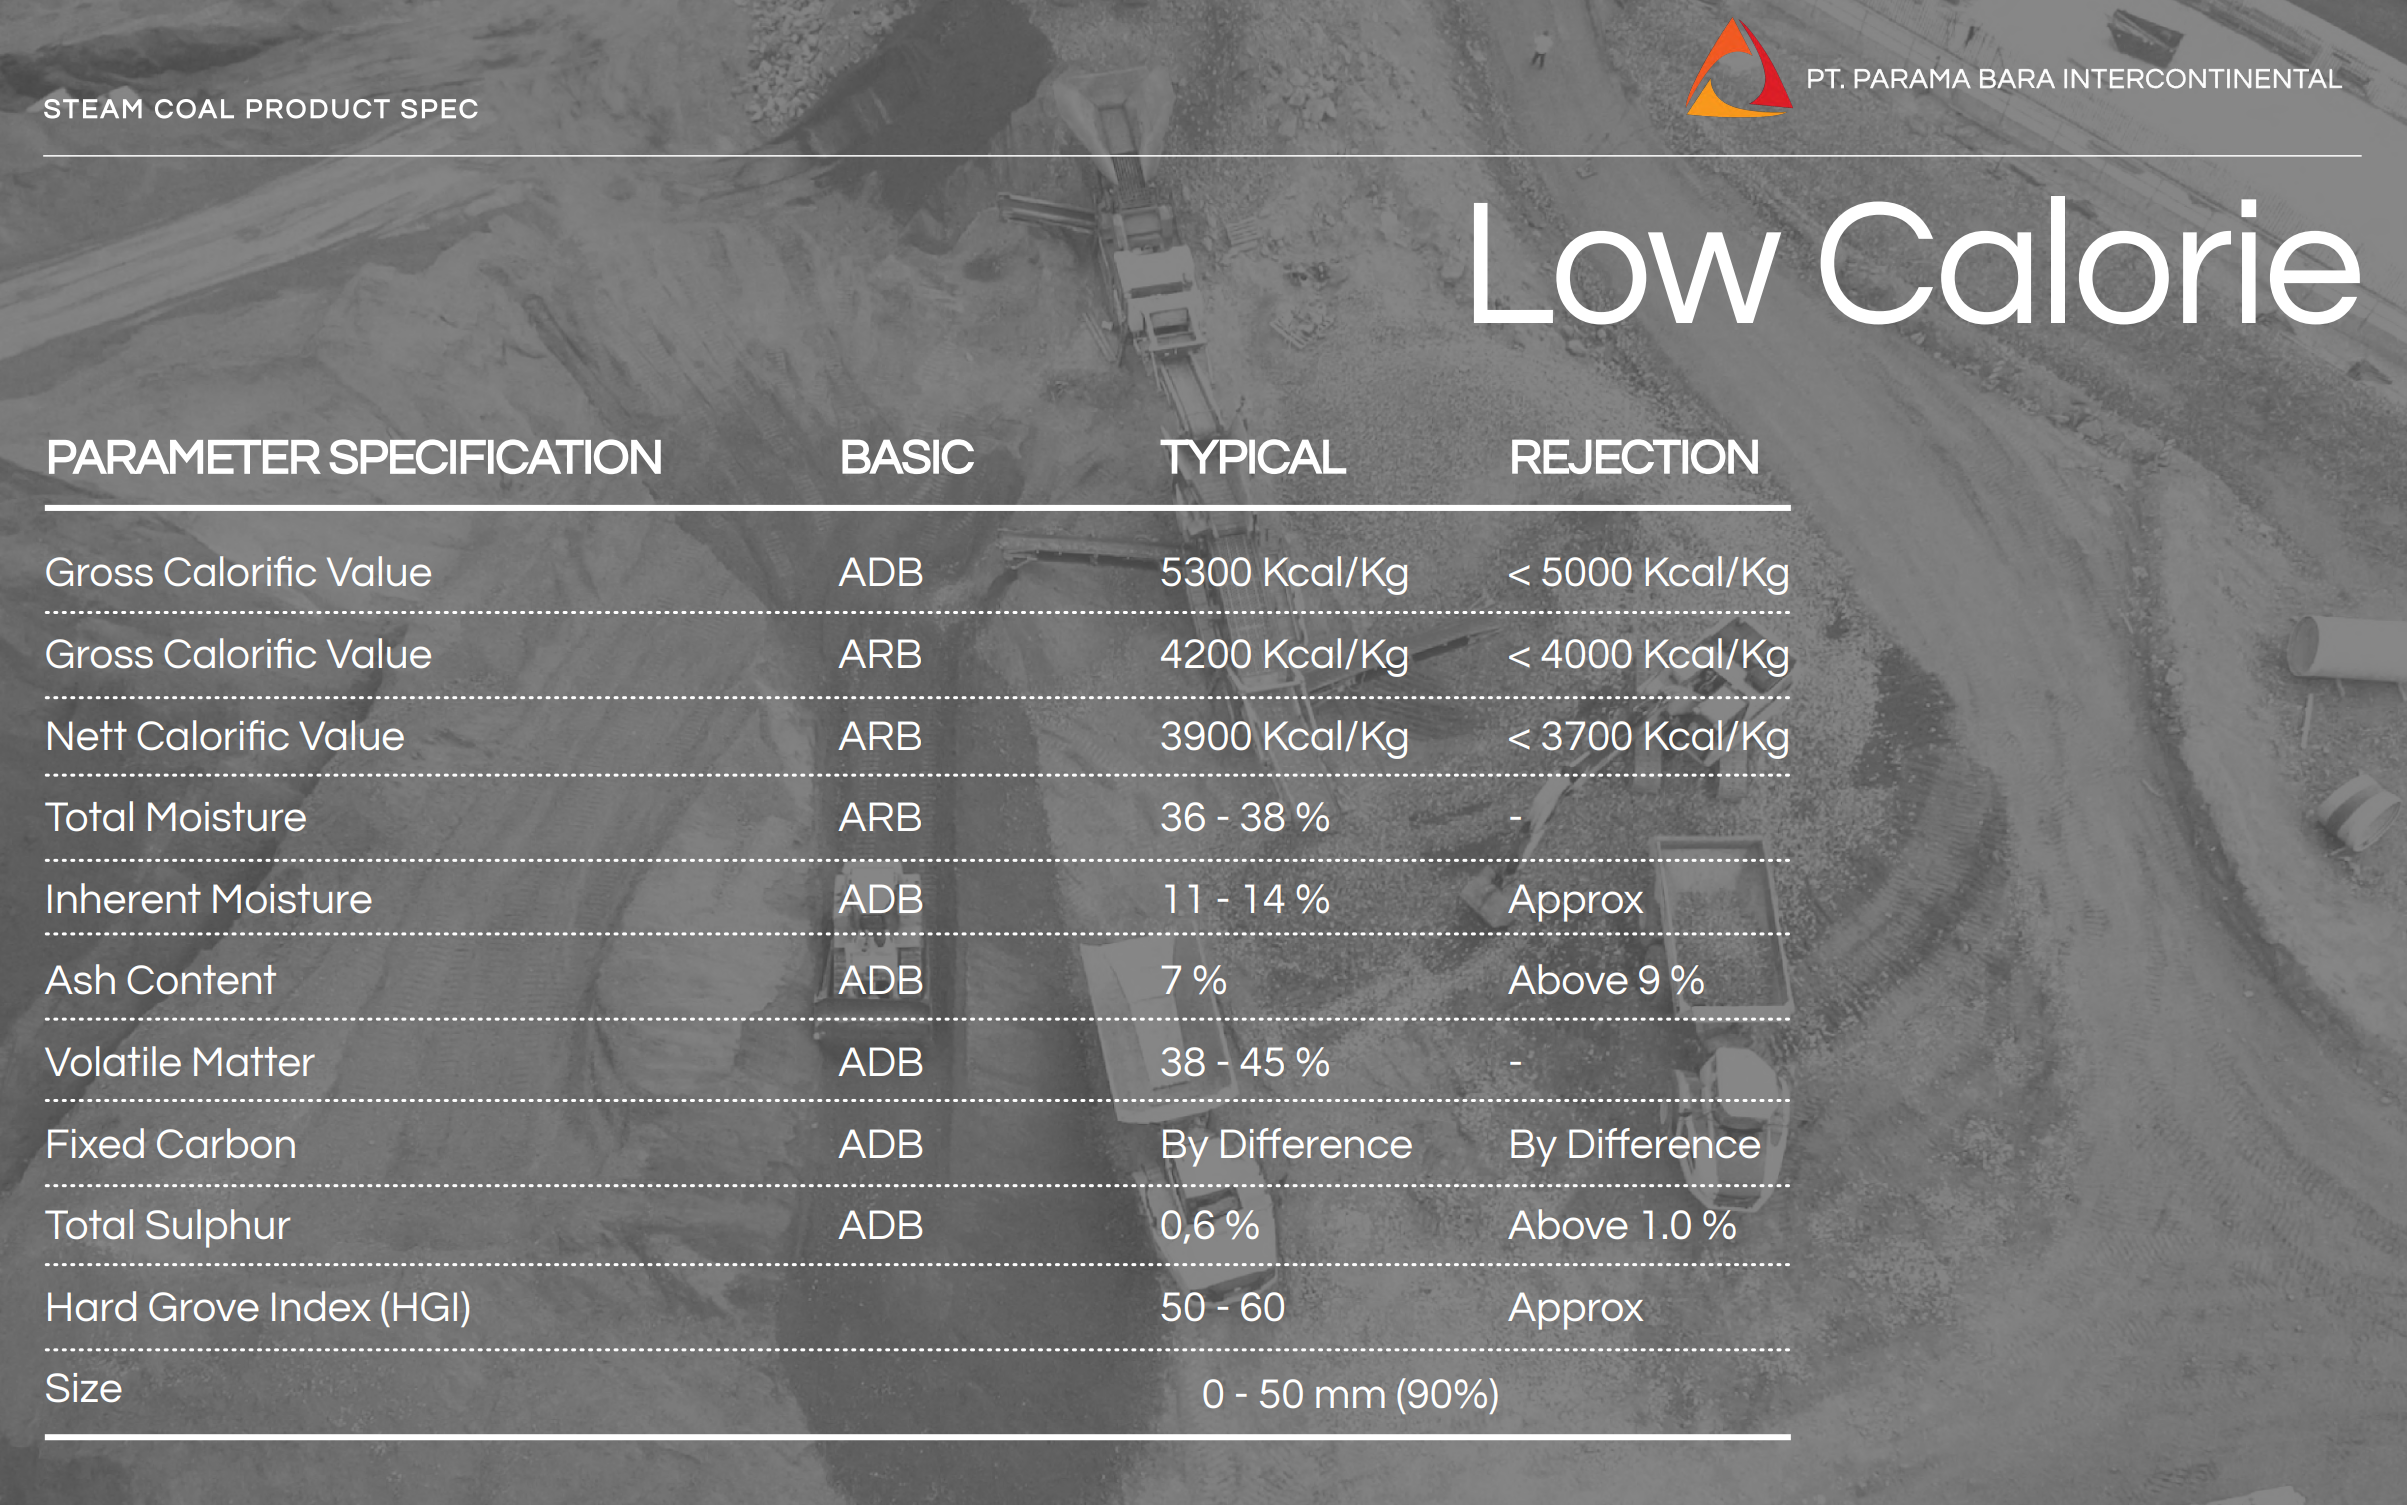 STEAM COAL PRODUCT SPEC
PT. PARAMA BARA INTERCONTINENTAL
Low Calorie
PARAMETER SPECIFICATION BASIC TYPICAL REJECTION
Gross Calorific Value ADB 5300 Kcal/Kg < 5000 Kcal/Kg
Gross Calorific Value ARB 4200 Kcal/Kg < 4000 Kcal/Kg
Nett Calorific Value ARB 3900 Kcal/Kg < 3700 Kcal/Kg
Total Moisture ARB 36 - 38 % -
Inherent Moisture ADB 11 - 14 % Approx
Ash Content ADB 7 % Above 9 %
Volatile Matter ADB 38 - 45 % -
Fixed Carbon ADB By Difference By Difference
Total Sulphur ADB 0,6 % Above 1.0 %
Hard Grove Index (HGI) 50 - 60 Approx
Size 0 - 50 mm (90%)